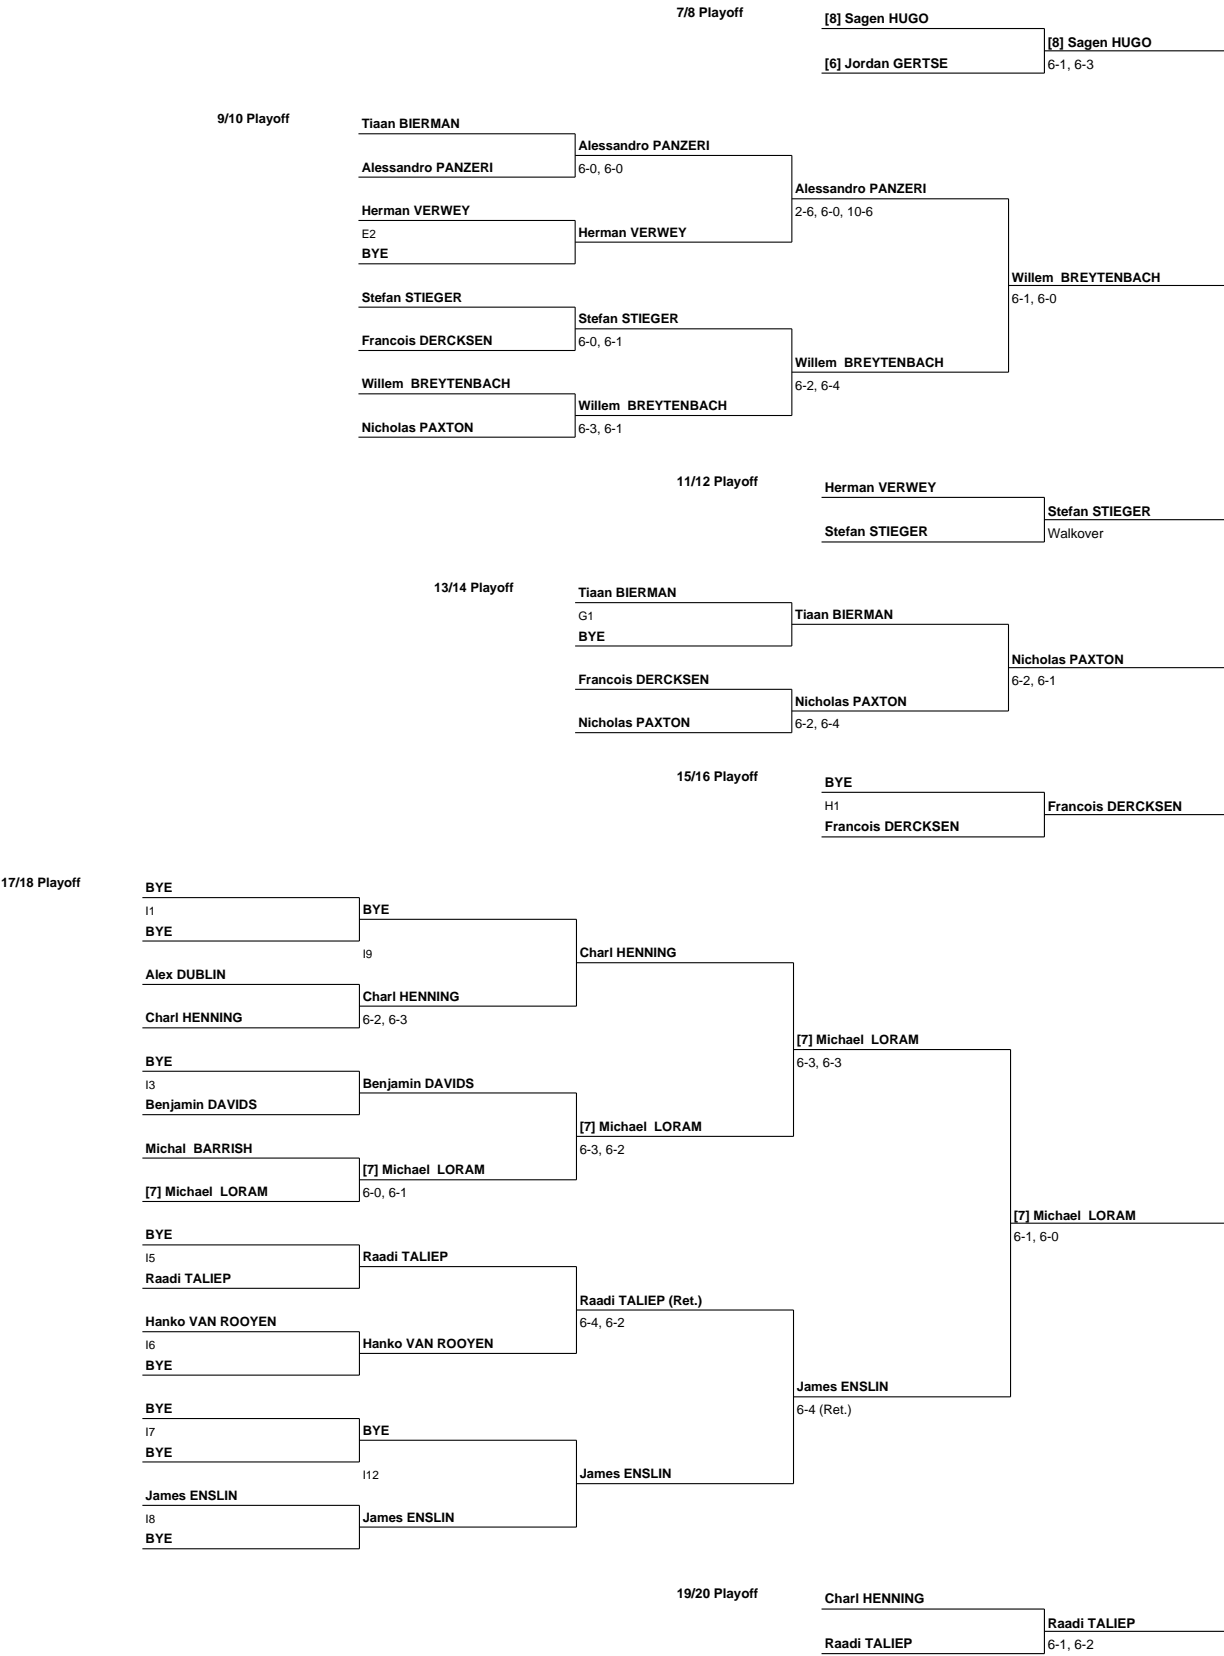 7/8 Playoff
[8] Sagen HUGO
[8] Sagen HUGO
[6] Jordan GERTSE
6-1, 6-3
9/10 Playoff
Tiaan BIERMAN
Alessandro PANZERI
Alessandro PANZERI
6-0, 6-0
Alessandro PANZERI
Herman VERWEY
2-6, 6-0, 10-6
E2
Herman VERWEY
BYE
Willem BREYTENBACH
Stefan STIEGER
6-1, 6-0
Stefan STIEGER
Francois DERCKSEN
6-0, 6-1
Willem BREYTENBACH
Willem BREYTENBACH
6-2, 6-4
Willem BREYTENBACH
Nicholas PAXTON
6-3, 6-1
11/12 Playoff
Herman VERWEY
Stefan STIEGER
Stefan STIEGER
Walkover
13/14 Playoff
Tiaan BIERMAN
G1
Tiaan BIERMAN
BYE
Nicholas PAXTON
Francois DERCKSEN
6-2, 6-1
Nicholas PAXTON
Nicholas PAXTON
6-2, 6-4
15/16 Playoff
BYE
H1
Francois DERCKSEN
Francois DERCKSEN
17/18 Playoff
BYE
I1
BYE
BYE
I9
Charl HENNING
Alex DUBLIN
Charl HENNING
Charl HENNING
6-2, 6-3
[7] Michael LORAM
BYE
6-3, 6-3
I3
Benjamin DAVIDS
Benjamin DAVIDS
[7] Michael LORAM
Michal BARRISH
6-3, 6-2
[7] Michael LORAM
[7] Michael LORAM
6-0, 6-1
[7] Michael LORAM
BYE
6-1, 6-0
I5
Raadi TALIEP
Raadi TALIEP
Raadi TALIEP (Ret.)
Hanko VAN ROOYEN
6-4, 6-2
I6
Hanko VAN ROOYEN
BYE
James ENSLIN
BYE
6-4 (Ret.)
I7
BYE
BYE
I12
James ENSLIN
James ENSLIN
I8
James ENSLIN
BYE
19/20 Playoff
Charl HENNING
Raadi TALIEP
Raadi TALIEP
6-1, 6-2